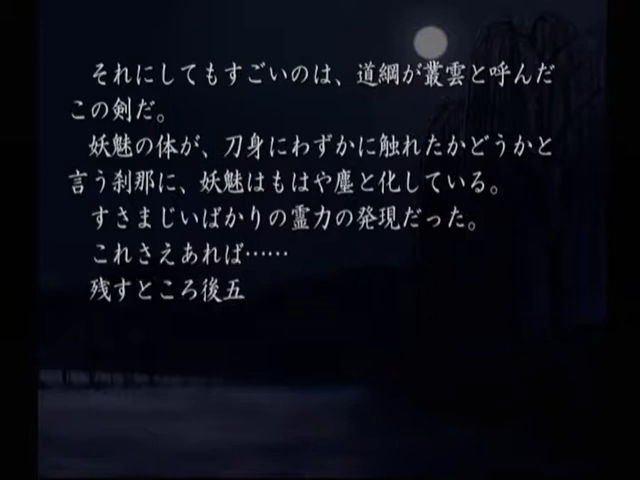 それにしてもすごいのは、道綱が叢雲と呼んだ
この剣だ。
妖魅の体が、刀身にわずかに触れたかどうかと
言う刹那に、妖魅はもはや塵と化している。
すさまじいばかりの霊力の発現だった。
これさえあれば……
残すところ後五